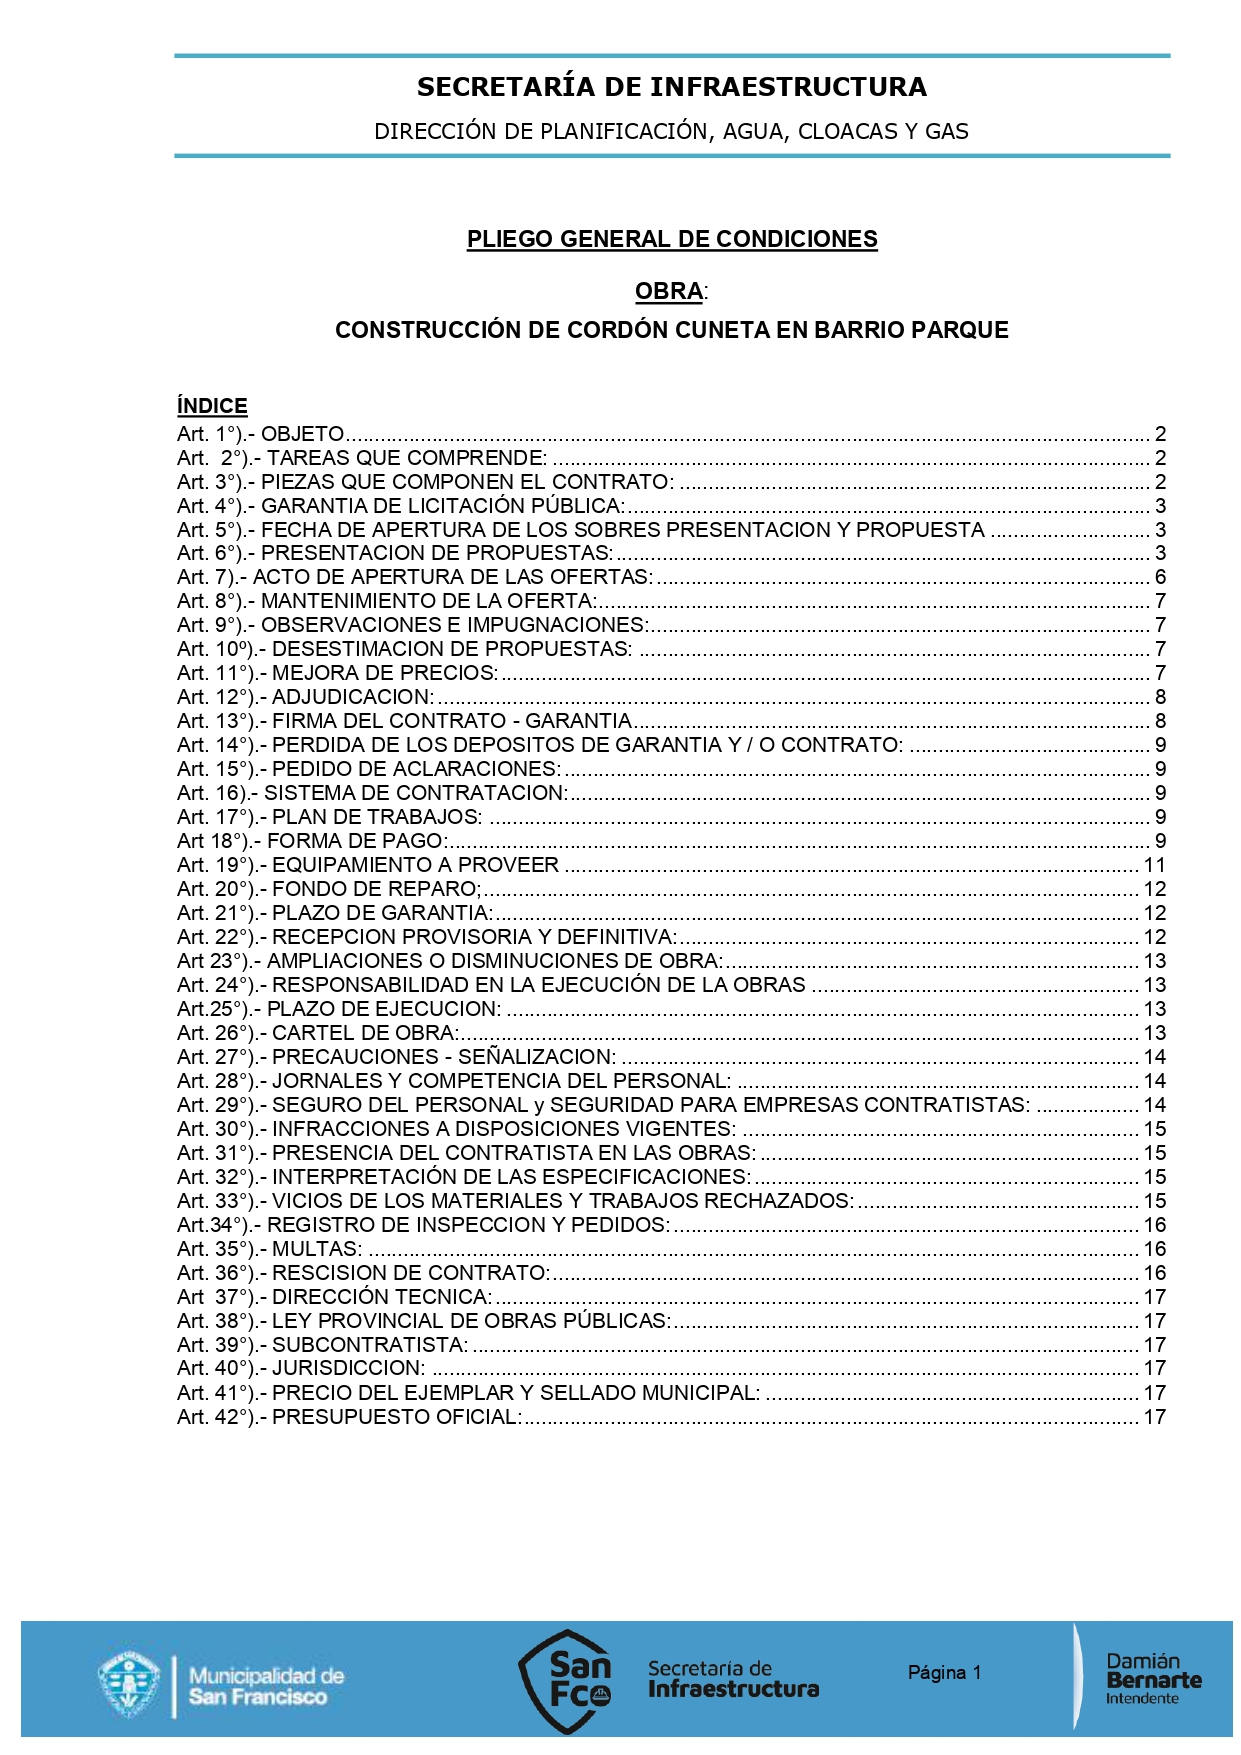 SECRETARÍA DE INFRAESTRUCTURA
DIRECCIÓN DE PLANIFICACIÓN, AGUA, CLOACAS Y GAS
PLIEGO GENERAL DE CONDICIONES
OBRA:
CONSTRUCCIÓN DE CORDÓN CUNETA EN BARRIO PARQUE
ÍNDICE
Art. 1°).- OBJETO.......... 2
Art.  2°).- TAREAS QUE COMPRENDE: .......... 2
Art. 3°).- PIEZAS QUE COMPONEN EL CONTRATO: .......... 2
Art. 4°).- GARANTIA DE LICITACIÓN PÚBLICA:.......... 3
Art. 5°).- FECHA DE APERTURA DE LOS SOBRES PRESENTACION Y PROPUESTA .......... 3
Art. 6°).- PRESENTACION DE PROPUESTAS:.......... 3
Art. 7).- ACTO DE APERTURA DE LAS OFERTAS:.......... 6
Art. 8°).- MANTENIMIENTO DE LA OFERTA:.......... 7
Art. 9°).- OBSERVACIONES E IMPUGNACIONES:.......... 7
Art. 10º).- DESESTIMACION DE PROPUESTAS: .......... 7
Art. 11°).- MEJORA DE PRECIOS:.......... 7
Art. 12°).- ADJUDICACION:.......... 8
Art. 13°).- FIRMA DEL CONTRATO - GARANTIA.......... 8
Art. 14°).- PERDIDA DE LOS DEPOSITOS DE GARANTIA Y / O CONTRATO: .......... 9
Art. 15°).- PEDIDO DE ACLARACIONES:.......... 9
Art. 16).- SISTEMA DE CONTRATACION:.......... 9
Art. 17°).- PLAN DE TRABAJOS: .......... 9
Art 18°).- FORMA DE PAGO:.......... 9
Art. 19°).- EQUIPAMIENTO A PROVEER .......... 11
Art. 20°).- FONDO DE REPARO;.......... 12
Art. 21°).- PLAZO DE GARANTIA:.......... 12
Art. 22°).- RECEPCION PROVISORIA Y DEFINITIVA:.......... 12
Art 23°).- AMPLIACIONES O DISMINUCIONES DE OBRA:.......... 13
Art. 24°).- RESPONSABILIDAD EN LA EJECUCIÓN DE LA OBRAS .......... 13
Art.25°).- PLAZO DE EJECUCION: .......... 13
Art. 26°).- CARTEL DE OBRA:.......... 13
Art. 27°).- PRECAUCIONES - SEÑALIZACION: .......... 14
Art. 28°).- JORNALES Y COMPETENCIA DEL PERSONAL: .......... 14
Art. 29°).- SEGURO DEL PERSONAL y SEGURIDAD PARA EMPRESAS CONTRATISTAS: .......... 14
Art. 30°).- INFRACCIONES A DISPOSICIONES VIGENTES: .......... 15
Art. 31°).- PRESENCIA DEL CONTRATISTA EN LAS OBRAS: .......... 15
Art. 32°).- INTERPRETACIÓN DE LAS ESPECIFICACIONES:.......... 15
Art. 33°).- VICIOS DE LOS MATERIALES Y TRABAJOS RECHAZADOS:.......... 15
Art.34°).- REGISTRO DE INSPECCION Y PEDIDOS:.......... 16
Art. 35°).- MULTAS: .......... 16
Art. 36°).- RESCISION DE CONTRATO:.......... 16
Art  37°).- DIRECCIÓN TECNICA:.......... 17
Art. 38°).- LEY PROVINCIAL DE OBRAS PÚBLICAS:.......... 17
Art. 39°).- SUBCONTRATISTA: .......... 17
Art. 40°).- JURISDICCION: .......... 17
Art. 41°).- PRECIO DEL EJEMPLAR Y SELLADO MUNICIPAL: .......... 17
Art. 42°).- PRESUPUESTO OFICIAL:.......... 17
Municipalidad de
San Francisco
San
Fco
Secretaría de
Infraestructura
Página 1
Damián
Bernarte
Intendente